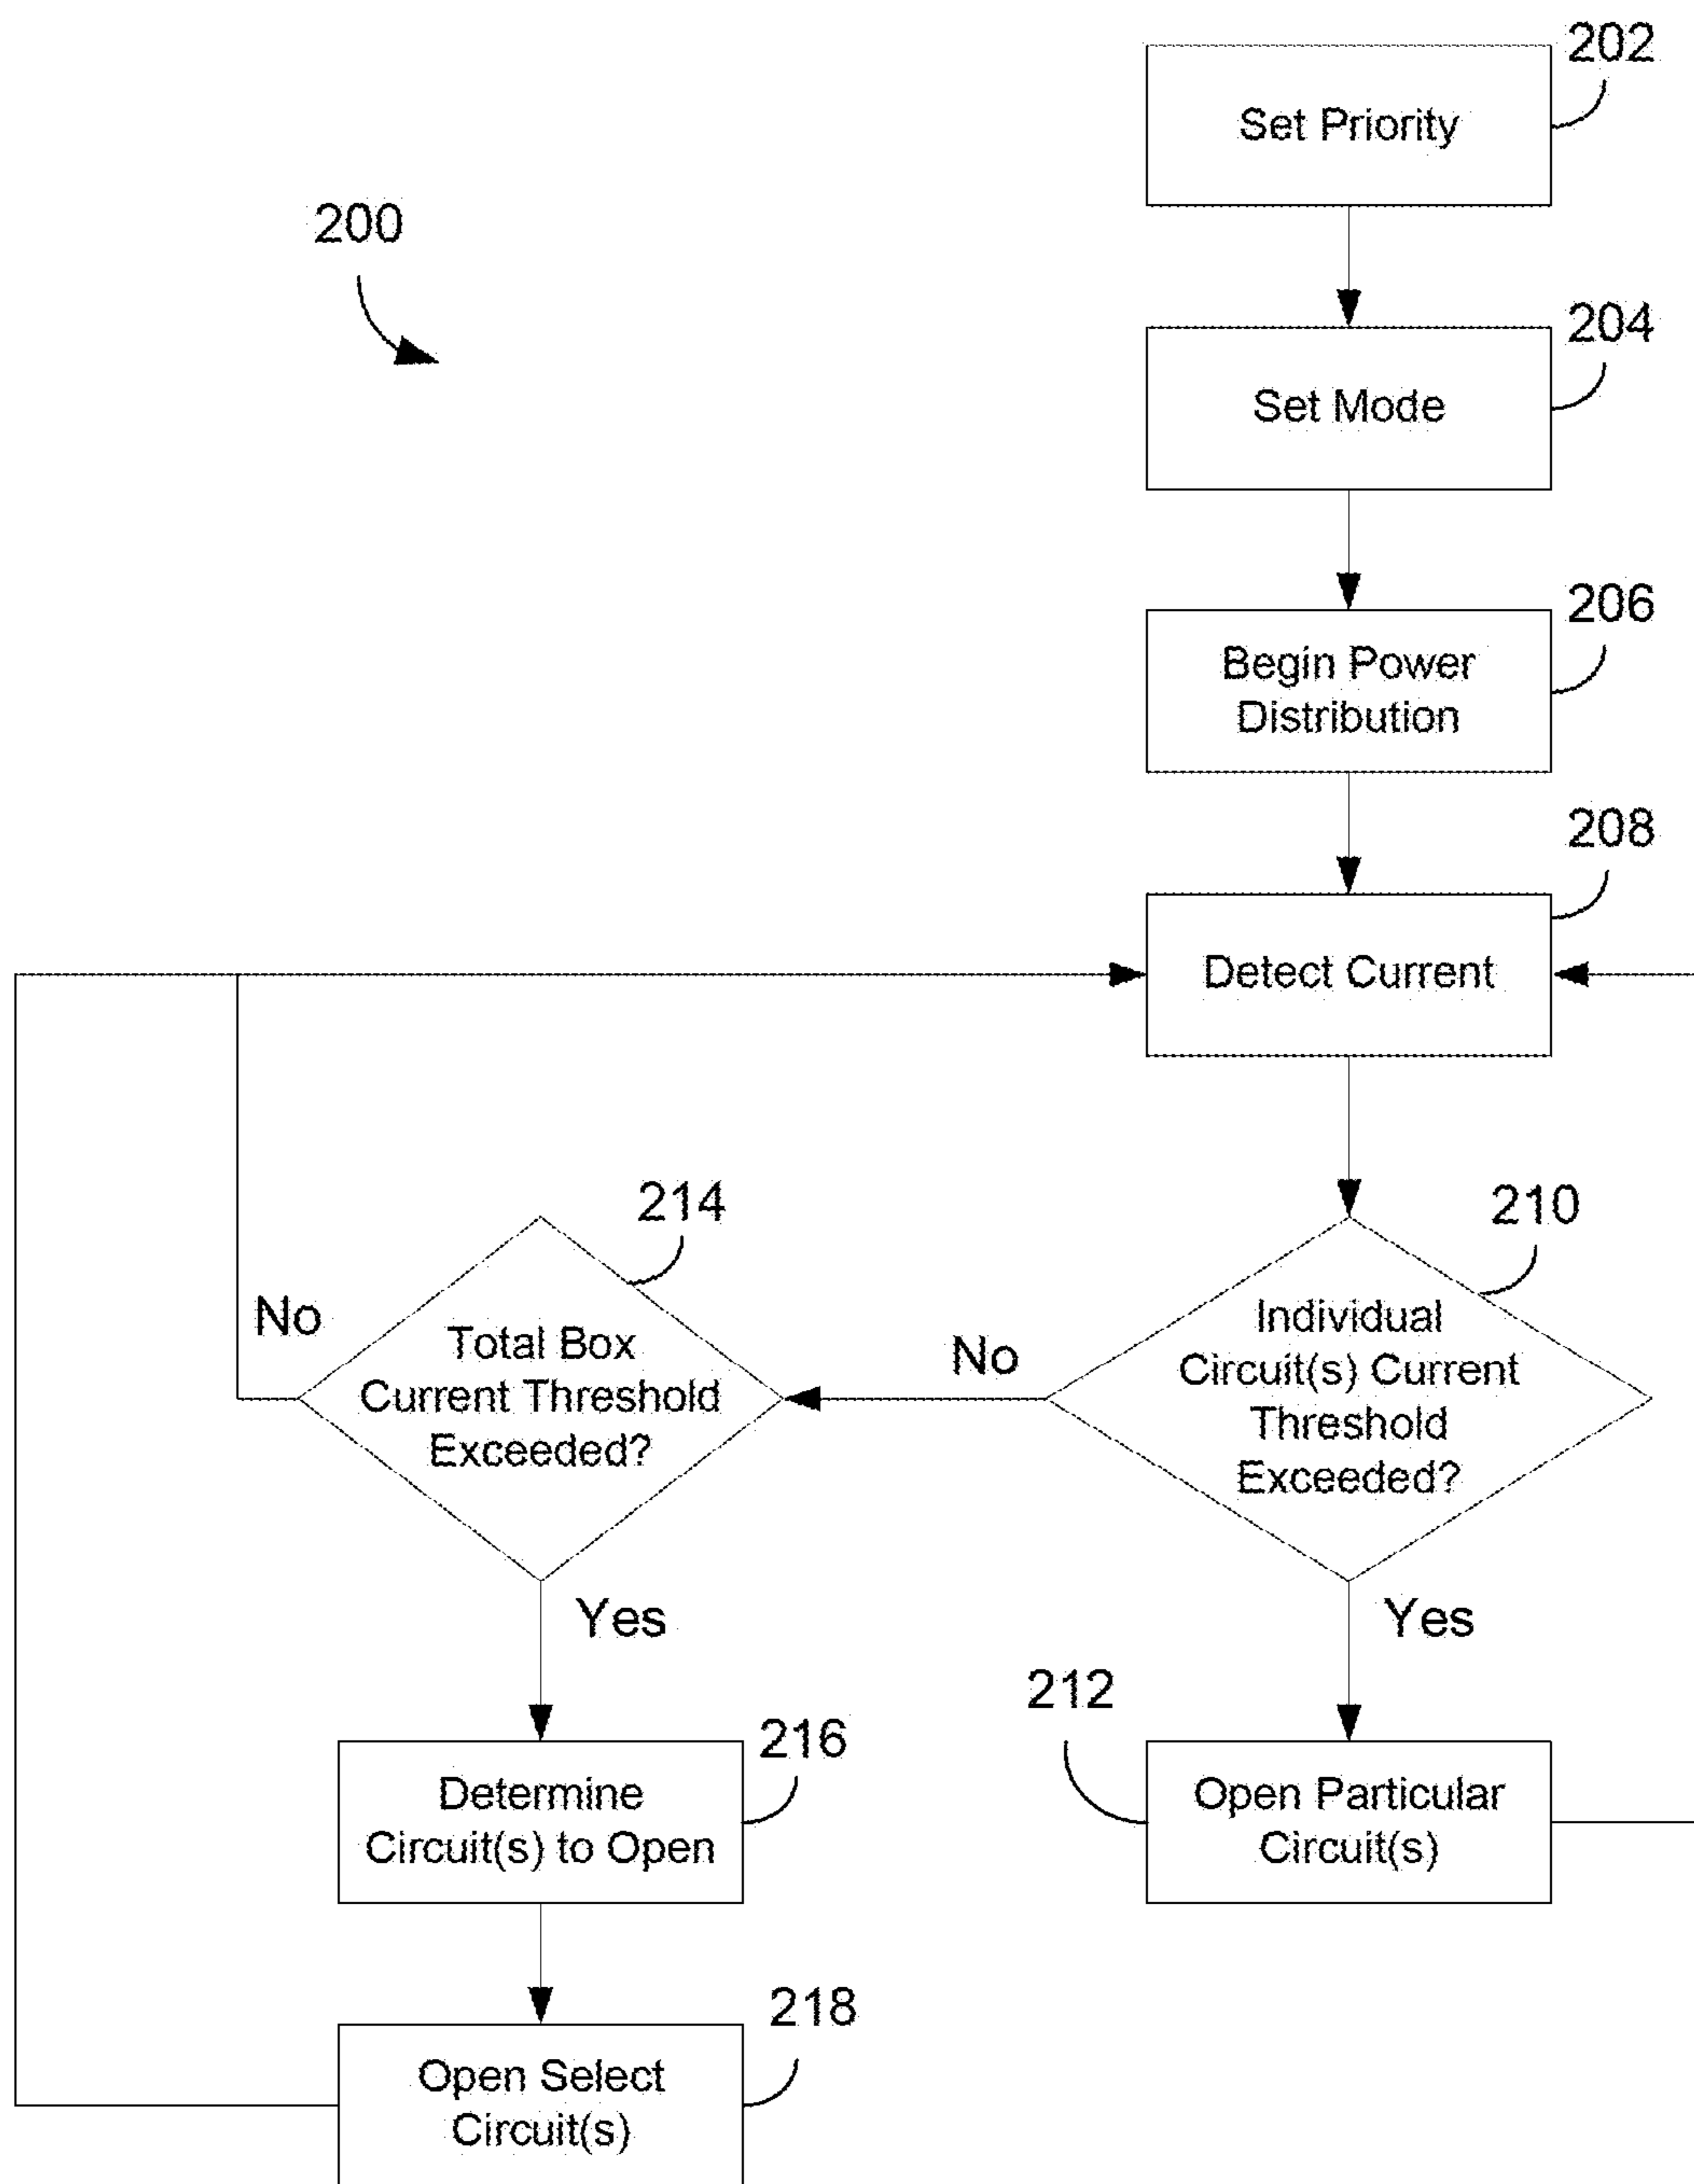 202
Set Priority
200
204
Set Mode
206
Begin Power
Distribution
208
Detect Current
214
210
No
Total Box
Current Threshold
Exceeded?
No
Individual
Circuit(s) Current
Threshold
Exceeded?
Yes
Yes
216
Determine
Circuit(s) to Open
212
Open Particular
Circuit(s)
218
Open Select
Circuit(s)